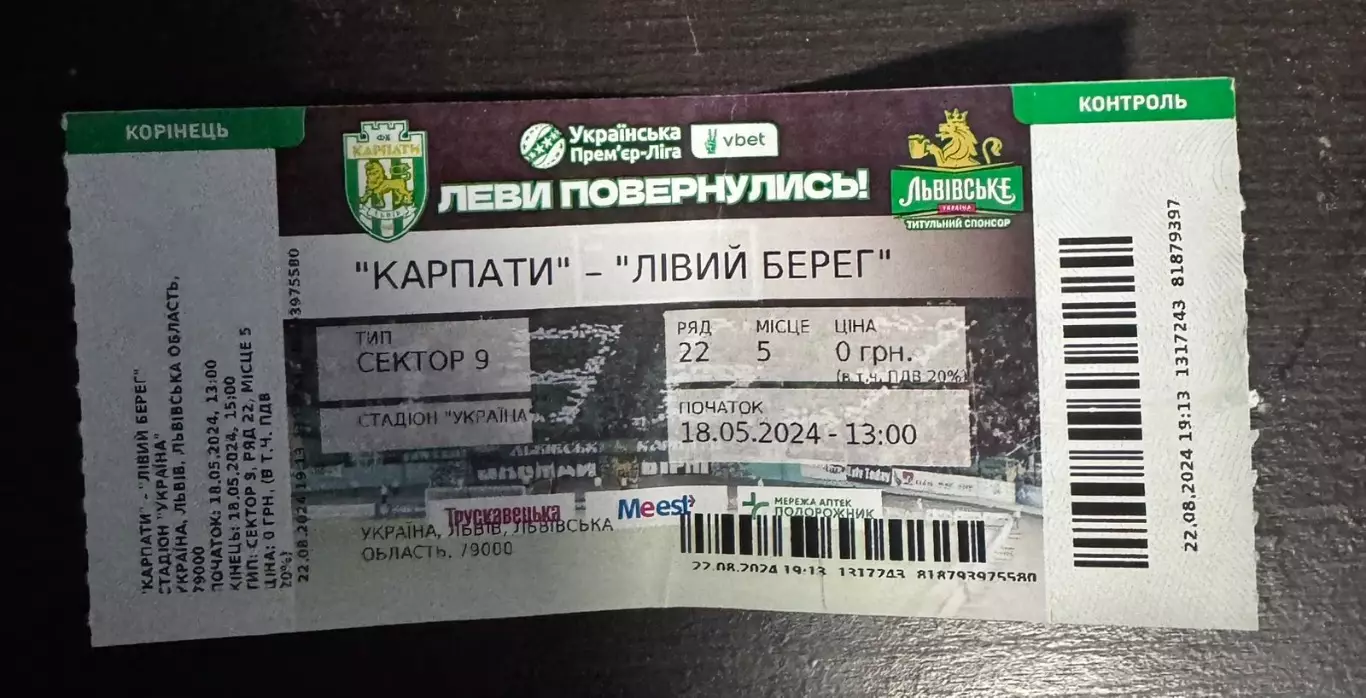 КОРІНЕЦЬ
"КАРПАТИ" - "ЛІВИЙ БЕРЕГ"
СТАДІОН "УКРАЇНА"
УКРАЇНА, ЛЬВІВ, ЛЬВІВСЬКА ОБЛАСТЬ,
79000
ПОЧАТОК: 18.05.2024, 13:00
КІНЕЦЬ: 18.05.2024, 15:00
ТИП: СЕКТОР 9, РЯД 22, МІСЦЕ 5
ЦІНА: 0 ГРН. (В Т.Ч. ПДВ
20%)
22.08.2024 19:13
3975580
ФК
КАРПАТИ
ЛЬВІВ
Українська
Прем'єр-Ліга
vbet
ЛЕВИ ПОВЕРНУЛИСЬ!
ЛЬВІВСЬКЕ
УКРАЇНА
ТИТУЛЬНИЙ СПОНСОР
"КАРПАТИ" – "ЛІВИЙ БЕРЕГ"
ТИП
СЕКТОР 9
СТАДІОН "УКРАЇНА"
РЯД МІСЦЕ ЦІНА
22 5 0 грн.
(в т.ч. ПДВ 20%)
ПОЧАТОК
18.05.2024 - 13:00
Трускавецька
Meest
МЕРЕЖА АПТЕК
ПОДОРОЖНИК
УКРАЇНА, ЛЬВІВ, ЛЬВІВСЬКА
ОБЛАСТЬ, 79000
22.08.2024 19:13 1317243 818793975580
КОНТРОЛЬ
22.08.2024 19:13 1317243 81879397